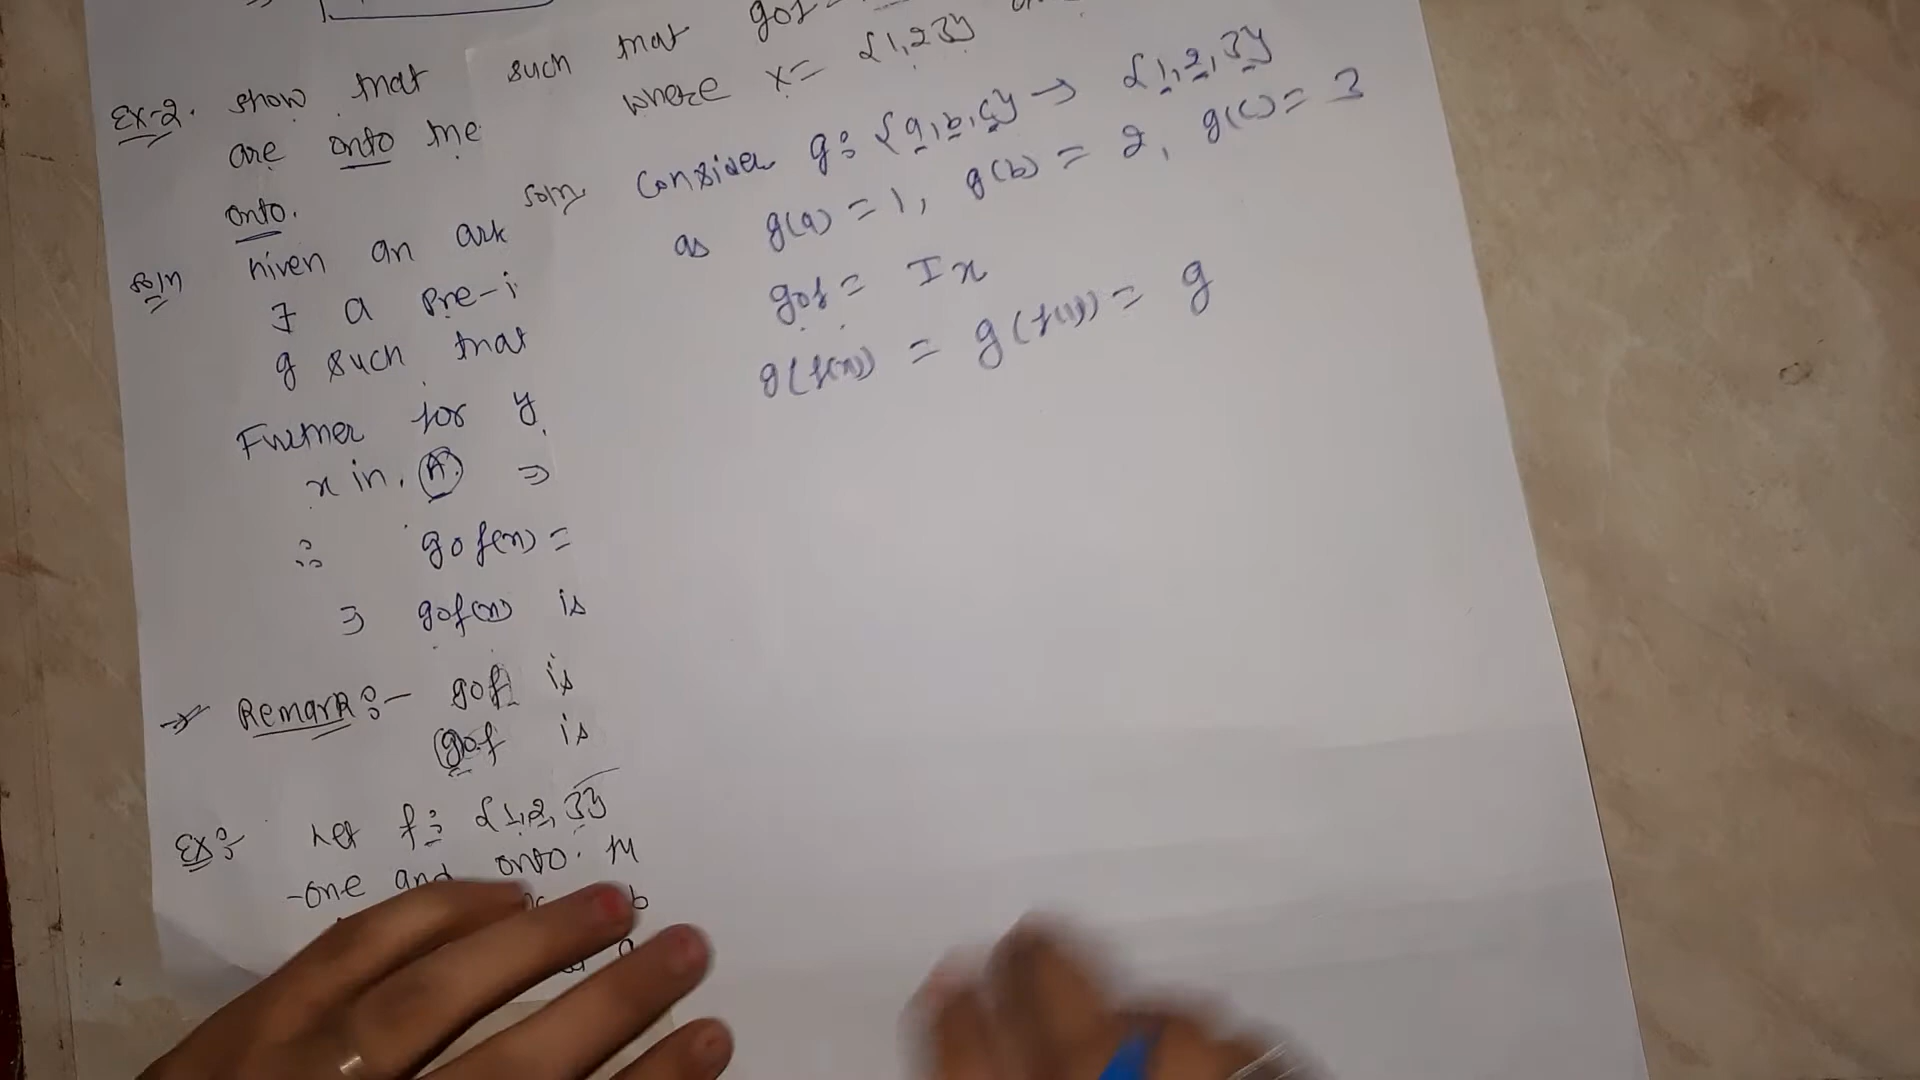 Ex-2. show that such that gof
are onto the
onto.
soln niven an
∃ a Pre-i
g such that
Further for y
x in. A. ⇒
∴ gof(x) =
⇒ gof(x) is
→ Remark :- gof is
gof is
Ex:- Let f: {1,2,3}
-one and onto.
b
a
where x = {1,2,3}
soln Consider g: {a,b,c} → {1,2,3}
as g(a) = 1, g(b) = 2, g(c) = 3
gof = Ix
g(f(x)) = g(f(1)) = g